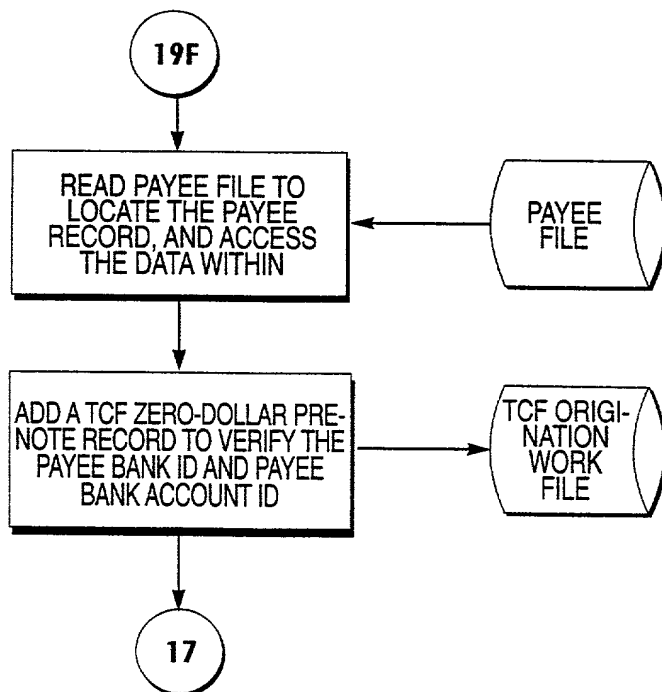 19F
READ PAYEE FILE TO
LOCATE THE PAYEE
RECORD, AND ACCESS
THE DATA WITHIN
PAYEE
FILE
ADD A TCF ZERO-DOLLAR PRE-
NOTE RECORD TO VERIFY THE
PAYEE BANK ID AND PAYEE
BANK ACCOUNT ID
TCF ORIGI-
NATION
WORK
FILE
17